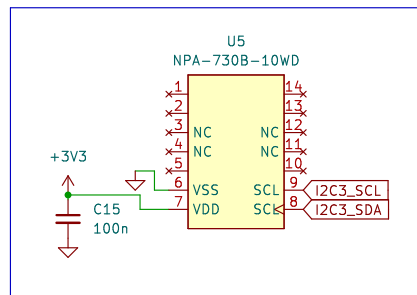 U5
NPA-730B-10WD
1 14
2 13
3 NC NC 12
4 NC NC 11
5 10
+3V3
6 VSS SCL 9 I2C3_SCL
7 VDD SCL 8 I2C3_SDA
C15
100n